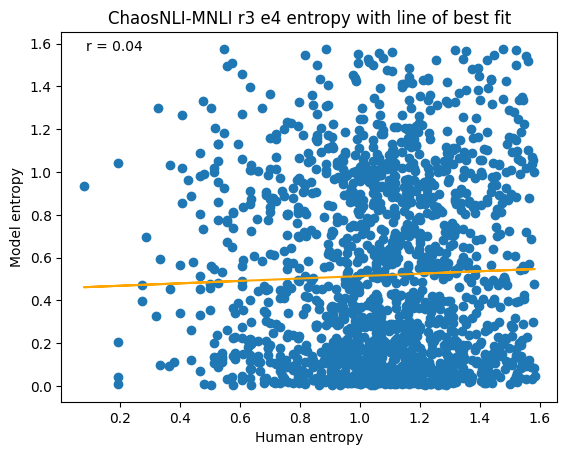 ChaosNLI-MNLI r3 e4 entropy with line of best fit
r = 0.04
Model entropy
1.6
1.4
1.2
1.0
0.8
0.6
0.4
0.2
0.0
0.2 0.4 0.6 0.8 1.0 1.2 1.4 1.6
Human entropy